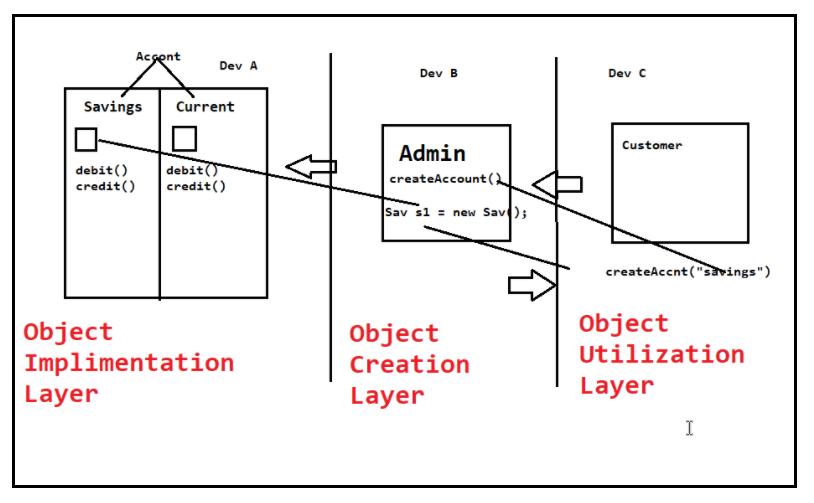 Accont
Dev A
Savings
Current
debit()
credit()
debit()
credit()
Object
Implimentation
Layer
Dev B
Admin
createAccount()
Sav s1 = new Sav();
Object
Creation
Layer
Dev C
Customer
createAccnt("savings")
Object
Utilization
Layer